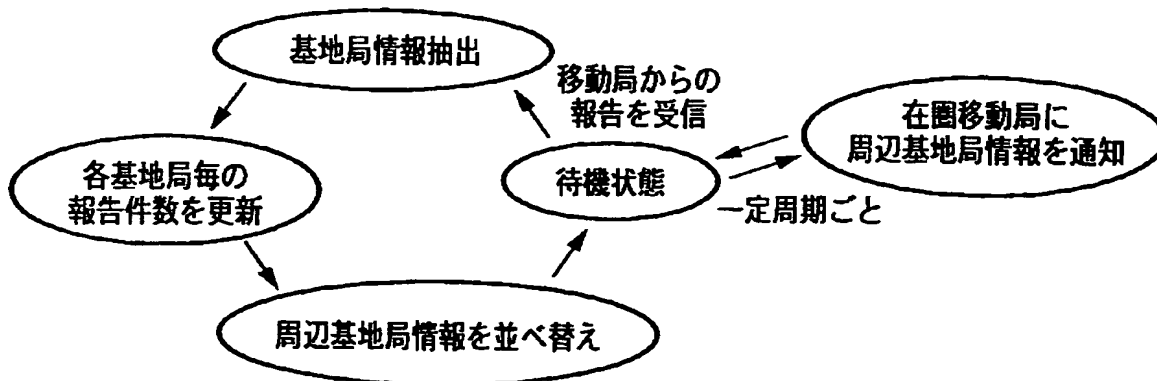 基地局情報抽出
移動局からの
報告を受信
在圏移動局に
周辺基地局情報を通知
各基地局毎の
報告件数を更新
待機状態
一定周期ごと
周辺基地局情報を並べ替え